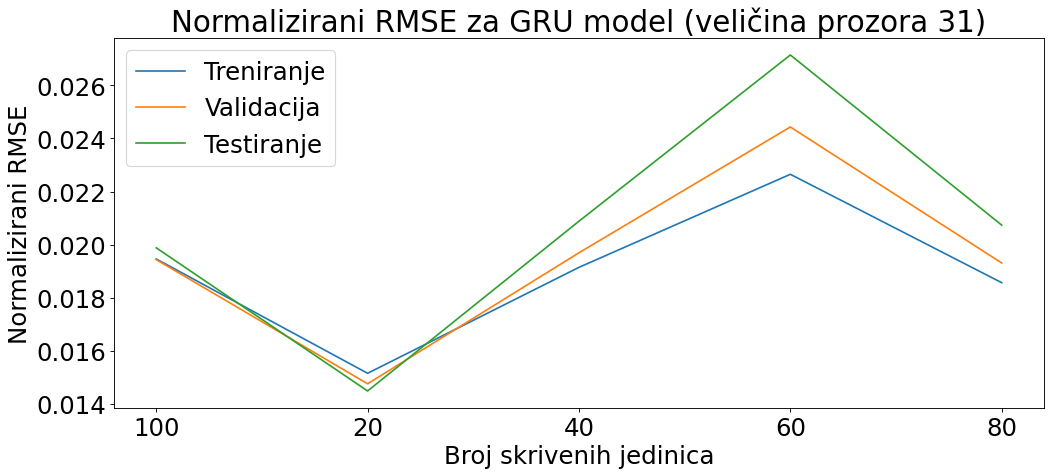 Normalizirani RMSE za GRU model (veličina prozora 31)
Treniranje
Validacija
Testiranje
Normalizirani RMSE
0.026
0.024
0.022
0.020
0.018
0.016
0.014
100 20 40 60 80
Broj skrivenih jedinica